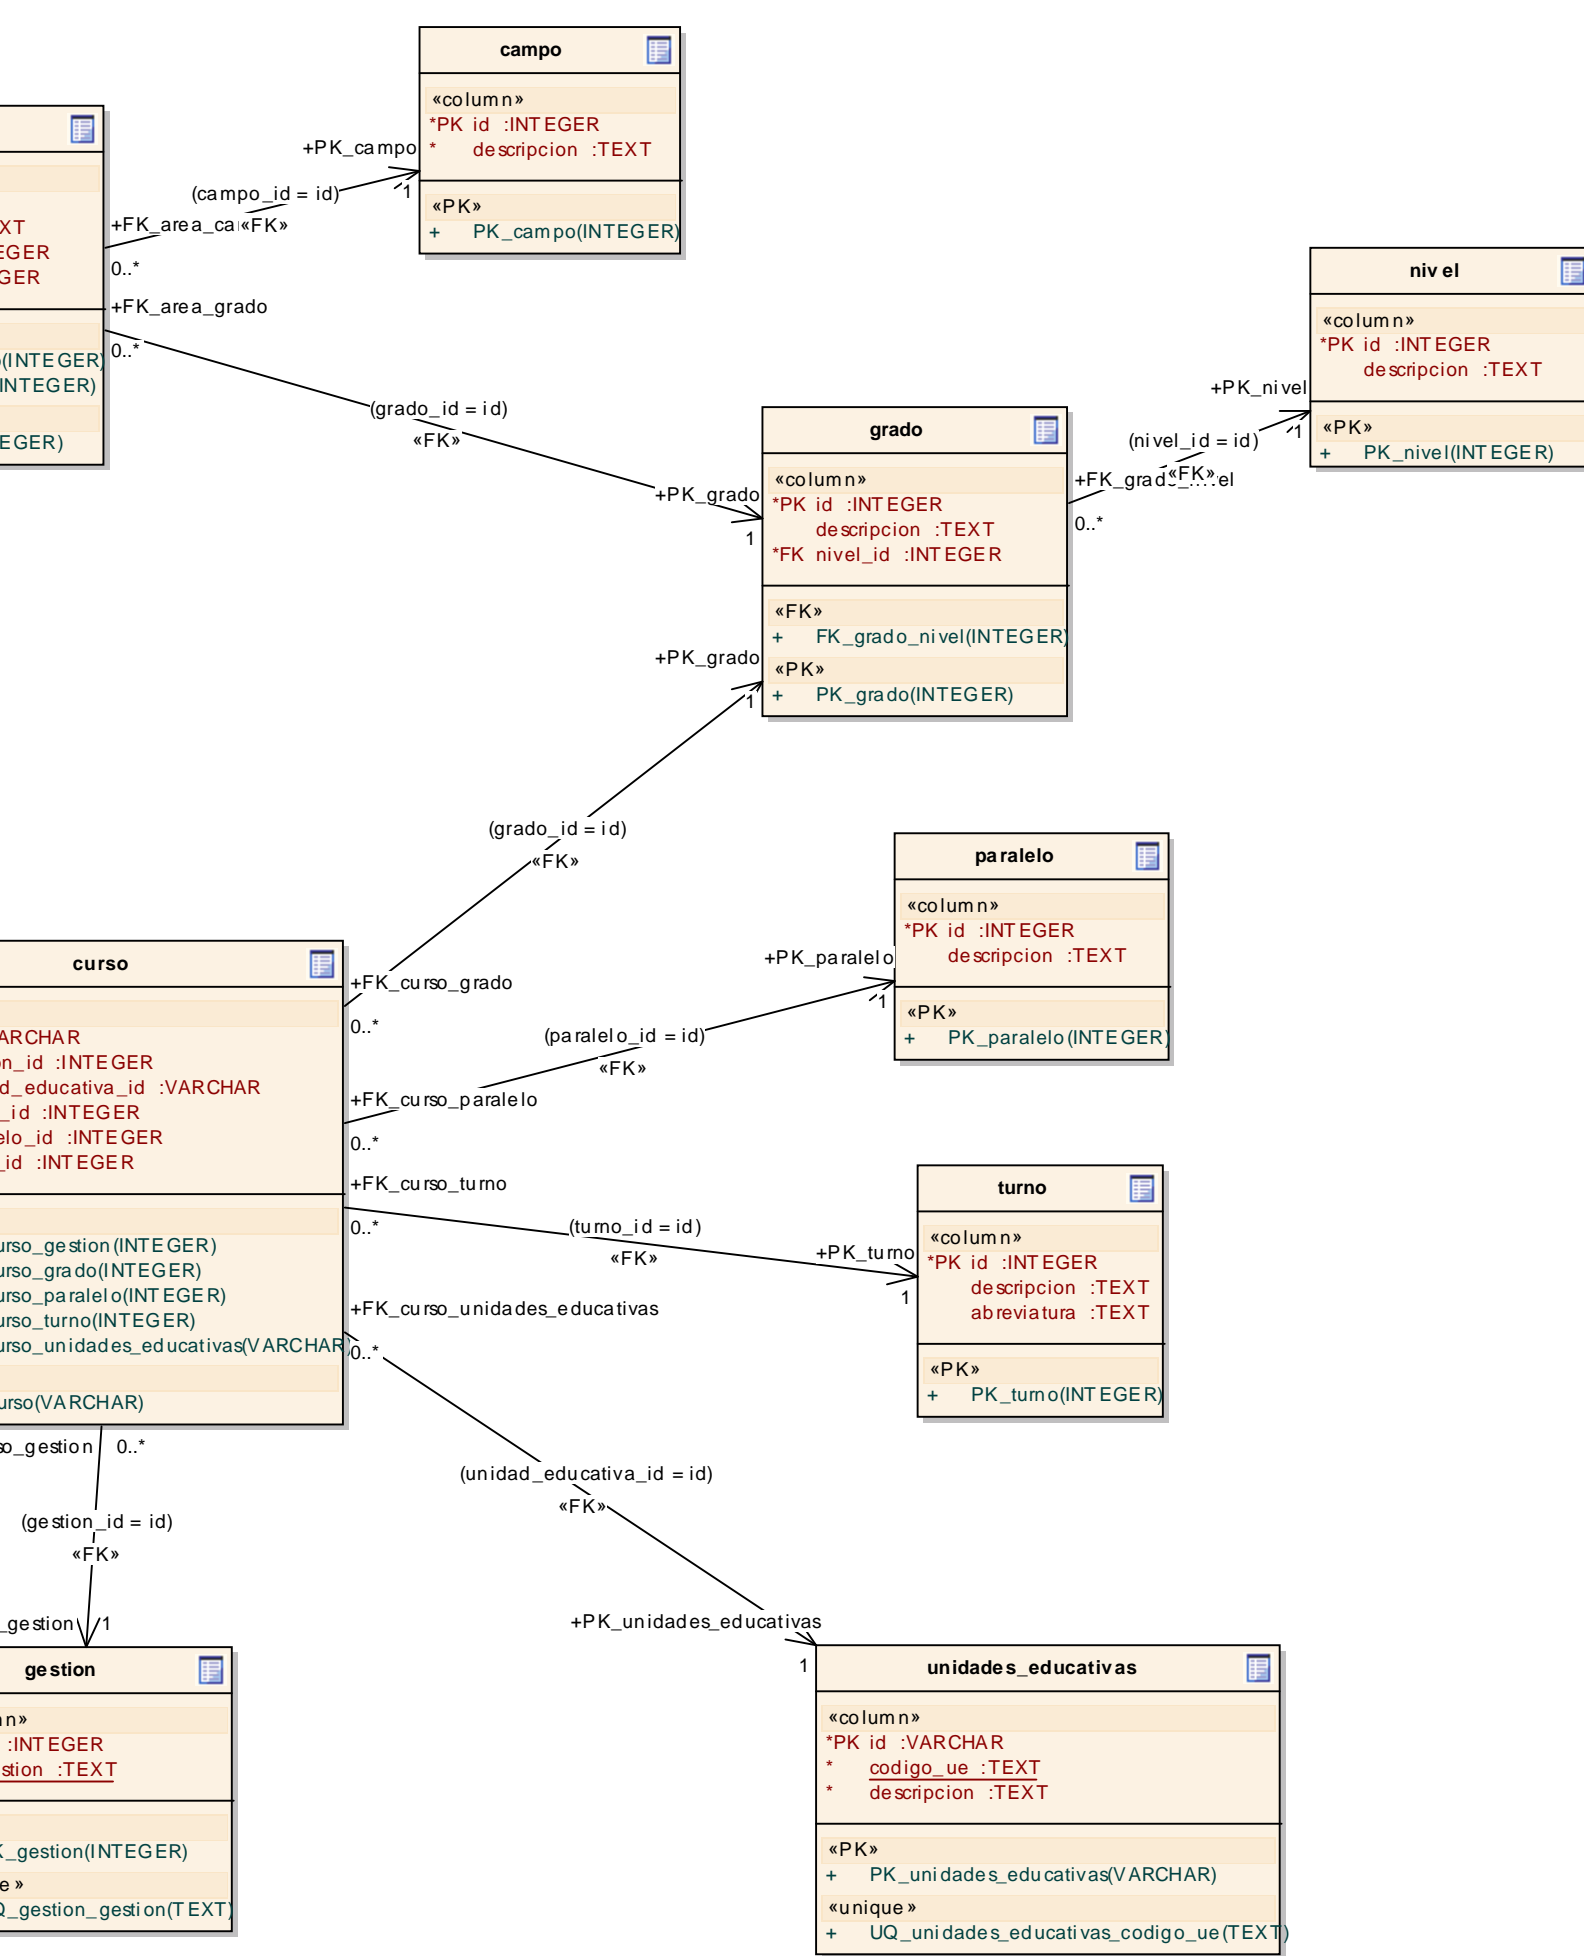 campo
«column»
*PK id :INTEGER
* descripcion :TEXT
«PK»
+ PK_campo(INTEGER)
+PK_campo
1
(campo_id = id)
«FK»
+FK_area_ca
0..*
XT
EGER
GER
(INTEGER)
INTEGER)
EGER)
+FK_area_grado
0..*
(grado_id = id)
«FK»
+PK_grado
1
nivel
«column»
*PK id :INTEGER
descripcion :TEXT
«PK»
+ PK_nivel(INTEGER)
+PK_nivel
1
(nivel_id = id)
«FK»
+FK_grado_nivel
0..*
grado
«column»
*PK id :INTEGER
descripcion :TEXT
*FK nivel_id :INTEGER
«FK»
+ FK_grado_nivel(INTEGER)
«PK»
+ PK_grado(INTEGER)
+PK_grado
1
(grado_id = id)
«FK»
+FK_curso_grado
0..*
paralelo
«column»
*PK id :INTEGER
descripcion :TEXT
«PK»
+ PK_paralelo(INTEGER)
+PK_paralelo
1
(paralelo_id = id)
«FK»
+FK_curso_paralelo
0..*
curso
ARCHAR
n_id :INTEGER
d_educativa_id :VARCHAR
_id :INTEGER
elo_id :INTEGER
_id :INTEGER
urso_gestion(INTEGER)
urso_grado(INTEGER)
urso_paralelo(INTEGER)
urso_turno(INTEGER)
urso_unidades_educativas(VARCHAR)
urso(VARCHAR)
+FK_curso_turno
0..*
(turno_id = id)
«FK»
+PK_turno
1
turno
«column»
*PK id :INTEGER
descripcion :TEXT
abreviatura :TEXT
«PK»
+ PK_turno(INTEGER)
+FK_curso_unidades_educativas
0..*
(unidad_educativa_id = id)
«FK»
+PK_unidades_educativas
1
so_gestion
0..*
(gestion_id = id)
«FK»
_gestion
1
gestion
n»
:INTEGER
stion :TEXT
K_gestion(INTEGER)
e»
Q_gestion_gestion(TEXT)
unidades_educativas
«column»
*PK id :VARCHAR
* codigo_ue :TEXT
* descripcion :TEXT
«PK»
+ PK_unidades_educativas(VARCHAR)
«unique»
+ UQ_unidades_educativas_codigo_ue(TEXT)